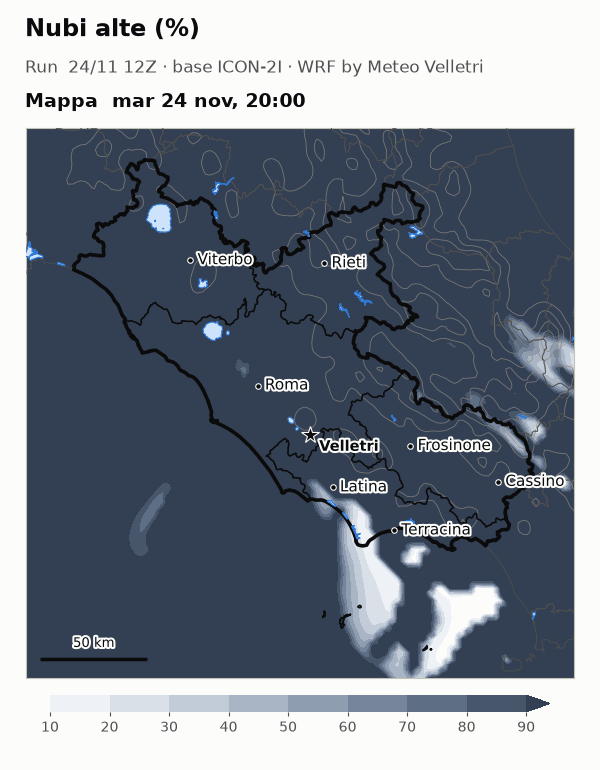 Nubi alte (%)
Run 24/11 12Z · base ICON-2I · WRF by Meteo Velletri
Mappa mar 24 nov, 20:00
Viterbo
Rieti
Roma
Velletri
Frosinone
Cassino
Latina
Terracina
50 km
10 20 30 40 50 60 70 80 90